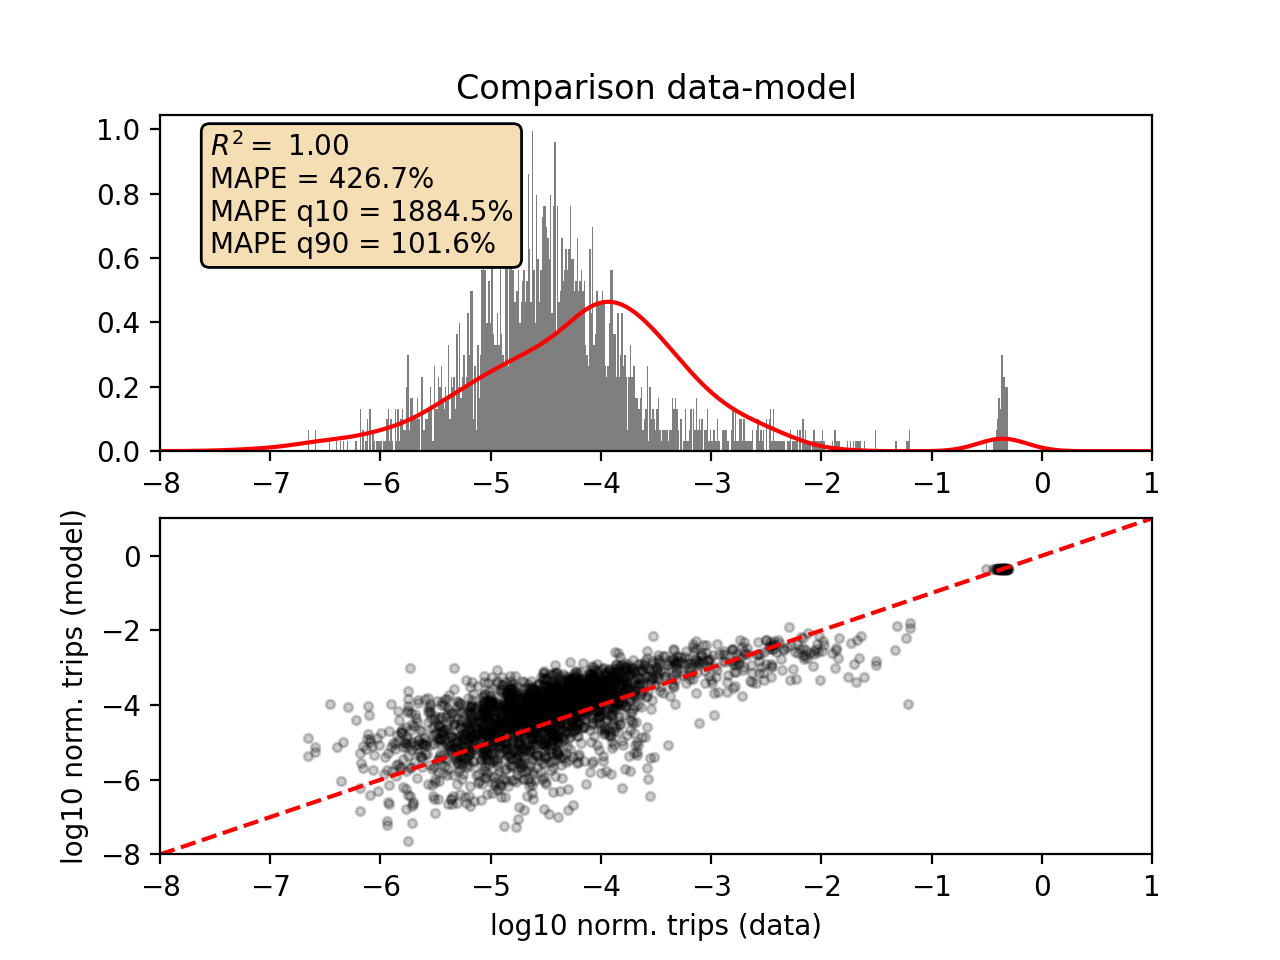 Comparison data-model
R² = 1.00
MAPE = 426.7%
MAPE q10 = 1884.5%
MAPE q90 = 101.6%
1.0
0.8
0.6
0.4
0.2
0.0
−8 −7 −6 −5 −4 −3 −2 −1 0 1
log10 norm. trips (model)
0
−2
−4
−6
−8
−8 −7 −6 −5 −4 −3 −2 −1 0 1
log10 norm. trips (data)